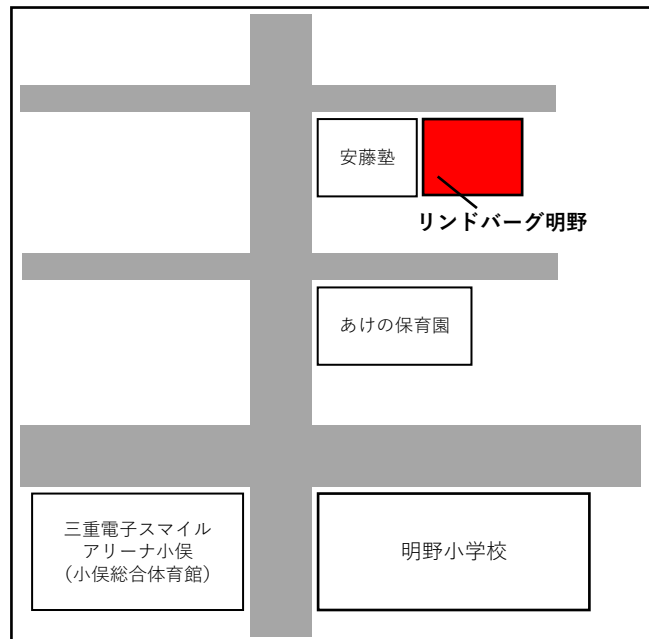 安藤塾
リンドバーグ明野
あけの保育園
三重電子スマイル
アリーナ小俣
(小俣総合体育館)
明野小学校